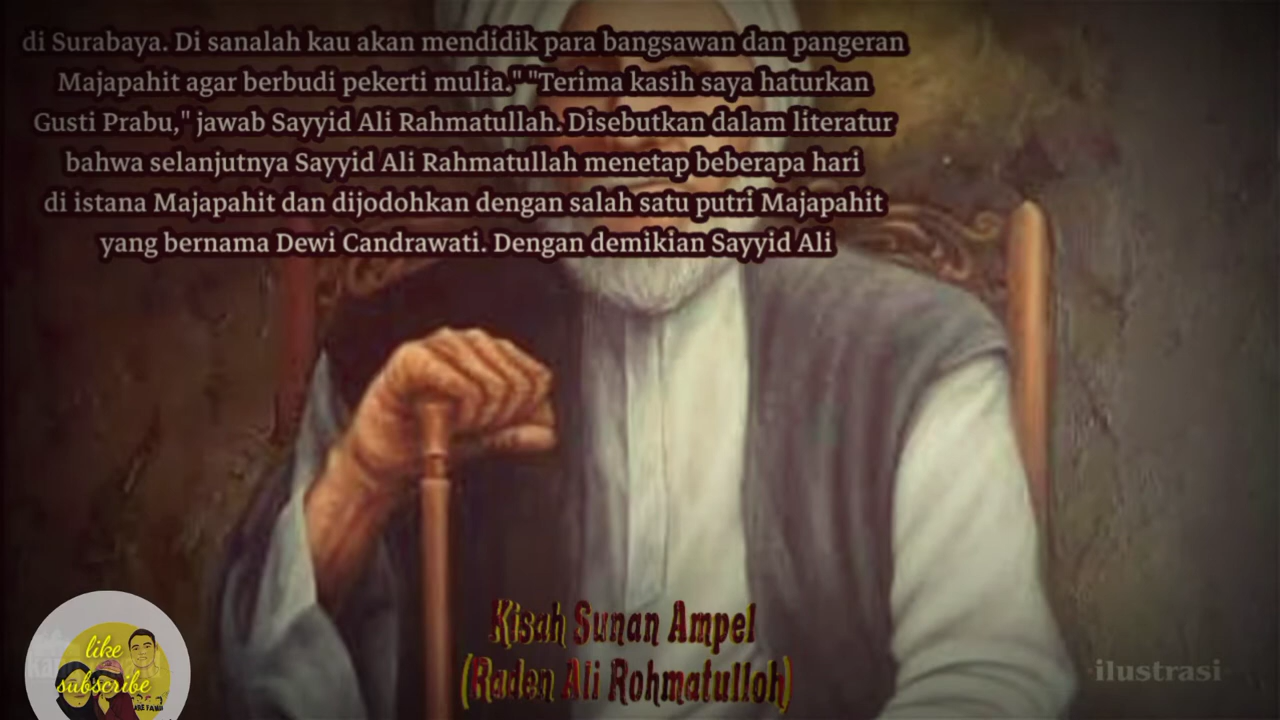 di Surabaya. Di sanalah kau akan mendidik para bangsawan dan pangeran
Majapahit agar berbudi pekerti mulia." "Terima kasih saya haturkan
Gusti Prabu," jawab Sayyid Ali Rahmatullah. Disebutkan dalam literatur
bahwa selanjutnya Sayyid Ali Rahmatullah menetap beberapa hari
di istana Majapahit dan dijodohkan dengan salah satu putri Majapahit
yang bernama Dewi Candrawati. Dengan demikian Sayyid Ali
Kisah Sunan Ampel
(Raden Ali Rohmatulloh)
like
subscribe
ilustrasi